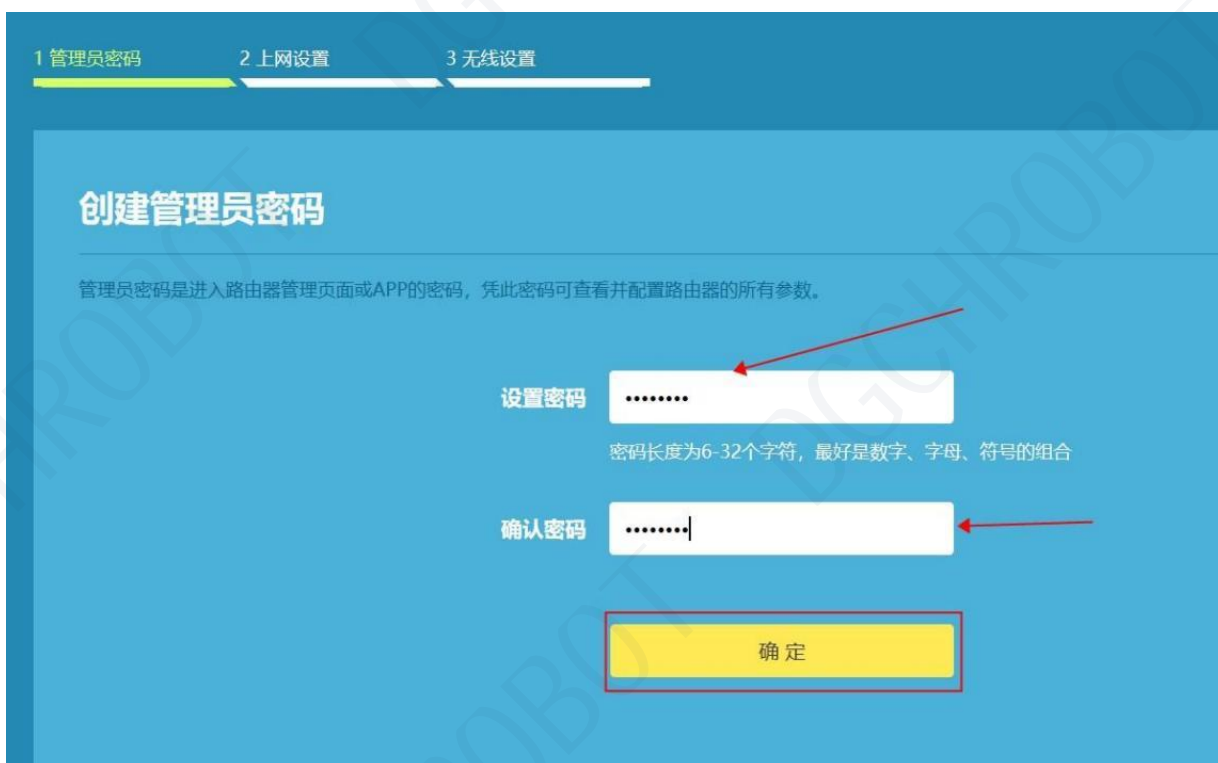 1 管理员密码 2 上网设置 3 无线设置
创建管理员密码
管理员密码是进入路由器管理页面或APP的密码，凭此密码可查看并配置路由器的所有参数。
设置密码 ••••••••
密码长度为6-32个字符，最好是数字、字母、符号的组合
确认密码 ••••••••
确 定
DGCHROBOT